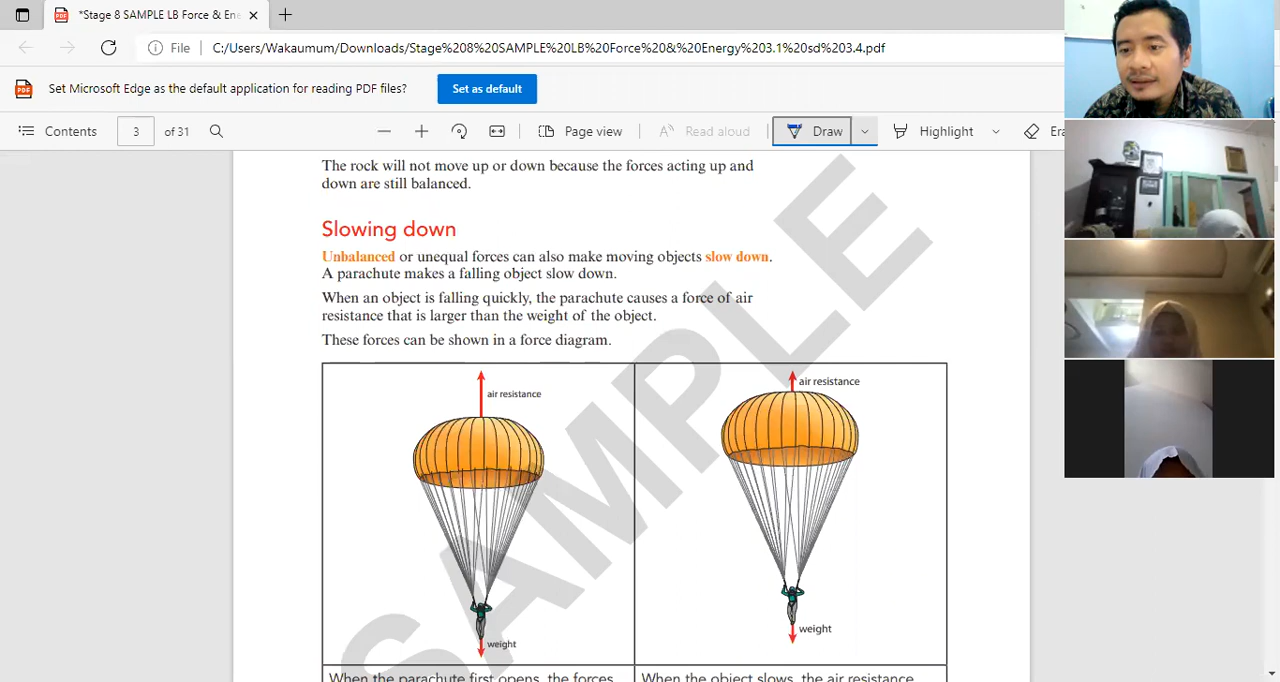 *Stage 8 SAMPLE LB Force & Ene
File
C:/Users/Wakaumum/Downloads/Stage%208%20SAMPLE%20LB%20Force%20&%20Energy%203.1%20sd%203.4.pdf
Set Microsoft Edge as the default application for reading PDF files?
Set as default
Contents
3 of 31
Page view
Read aloud
Draw
Highlight
Era
The rock will not move up or down because the forces acting up and
down are still balanced.
Slowing down
Unbalanced or unequal forces can also make moving objects slow down.
A parachute makes a falling object slow down.
When an object is falling quickly, the parachute causes a force of air
resistance that is larger than the weight of the object.
These forces can be shown in a force diagram.
air resistance
air resistance
weight
weight
When the parachute first opens, the forces
When the object slows, the air resistance
SAMPLE